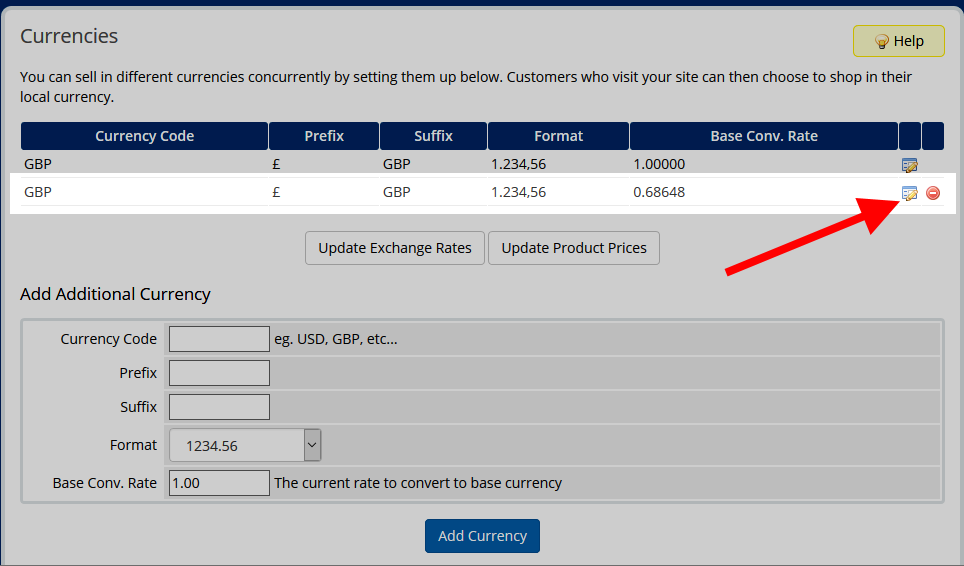 Currencies
Help
You can sell in different currencies concurrently by setting them up below. Customers who visit your site can then choose to shop in their
local currency.
Currency Code Prefix Suffix Format Base Conv. Rate
GBP £ GBP 1.234,56 1.00000
GBP £ GBP 1.234,56 0.68648
Update Exchange Rates Update Product Prices
Add Additional Currency
Currency Code eg. USD, GBP, etc...
Prefix
Suffix
Format 1234.56
Base Conv. Rate 1.00 The current rate to convert to base currency
Add Currency